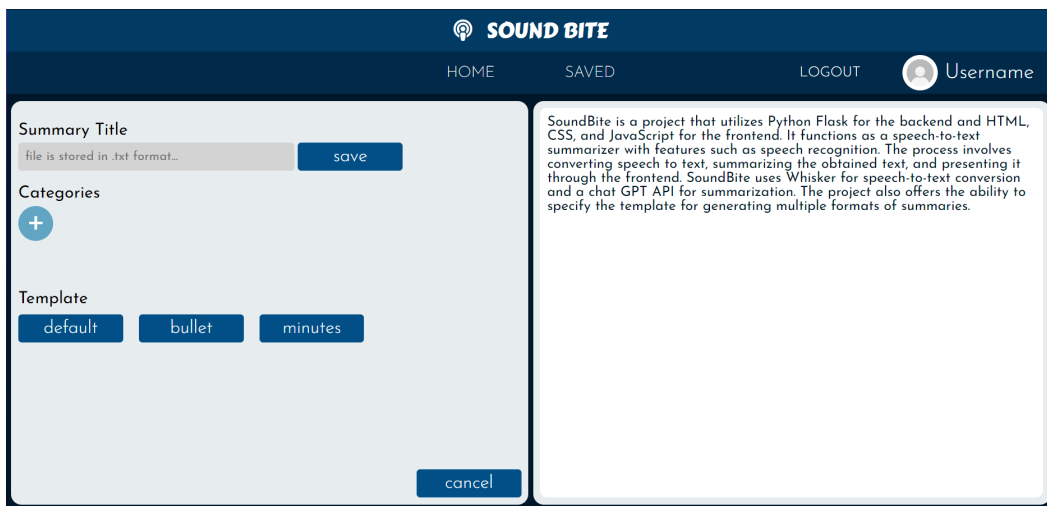 SOUND BITE
HOME
SAVED
LOGOUT
Username
Summary Title
file is stored in .txt format...
save
Categories
+
Template
default
bullet
minutes
cancel
SoundBite is a project that utilizes Python Flask for the backend and HTML,
CSS, and JavaScript for the frontend. It functions as a speech-to-text
summarizer with features such as speech recognition. The process involves
converting speech to text, summarizing the obtained text, and presenting it
through the frontend. SoundBite uses Whisker for speech-to-text conversion
and a chat GPT API for summarization. The project also offers the ability to
specify the template for generating multiple formats of summaries.